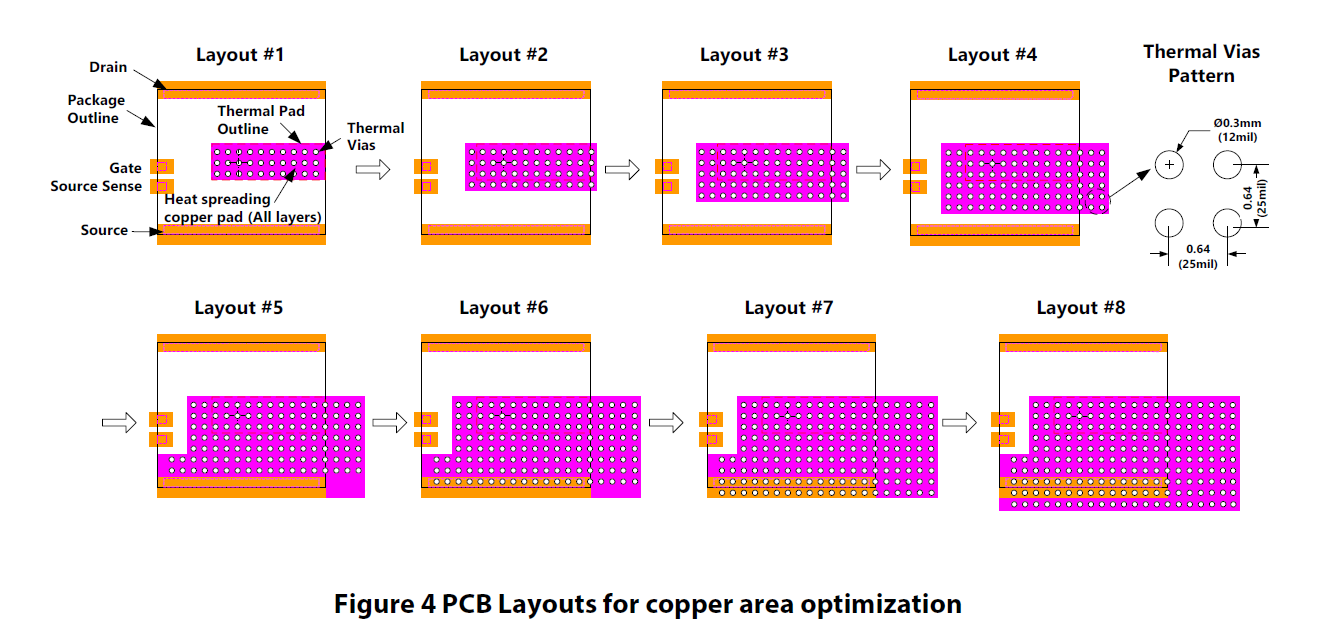 Layout #1
Layout #2
Layout #3
Layout #4
Thermal Vias
Pattern
Drain
Package
Outline
Thermal Pad
Outline
Thermal
Vias
Gate
Source Sense
Heat spreading
copper pad (All layers)
Source
Ø0.3mm
(12mil)
0.64
(25mil)
0.64
(25mil)
Layout #5
Layout #6
Layout #7
Layout #8
Figure 4 PCB Layouts for copper area optimization